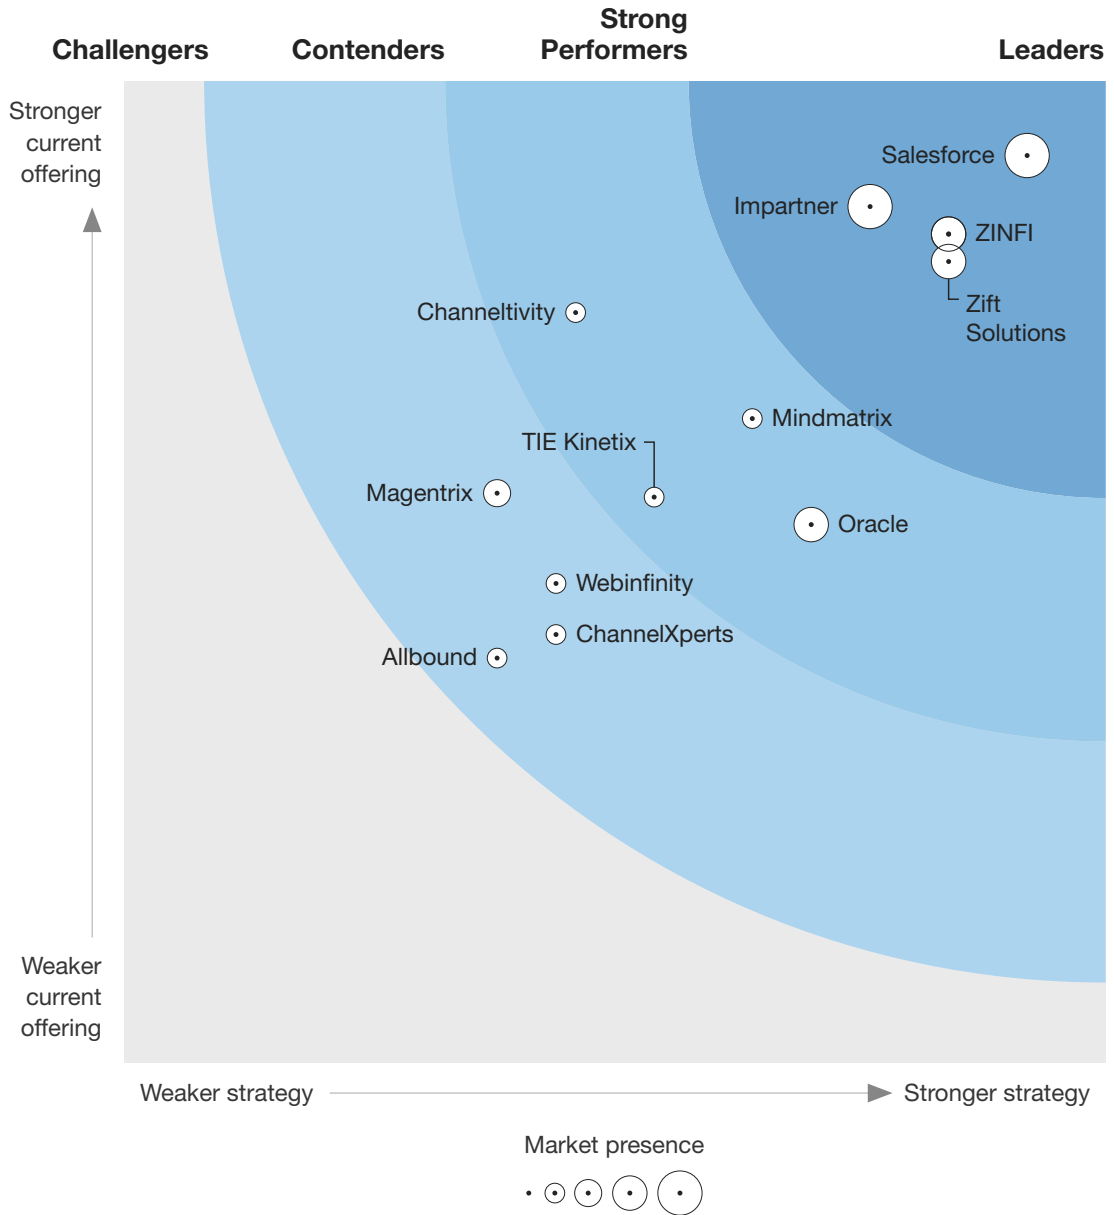 Strong
Challengers Contenders Performers Leaders
Stronger
current
offering
Salesforce
Impartner
ZINFI
Zift
Solutions
Channeltivity
Mindmatrix
TIE Kinetix
Magentrix
Oracle
Webinfinity
ChannelXperts
Allbound
Weaker
current
offering
Weaker strategy
Stronger strategy
Market presence